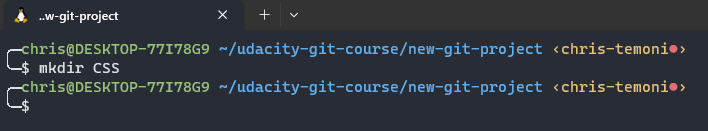 ..w-git-project
chris@DESKTOP-77I78G9 ~/udacity-git-course/new-git-project ‹chris-temoni●›
$ mkdir CSS
chris@DESKTOP-77I78G9 ~/udacity-git-course/new-git-project ‹chris-temoni●›
$